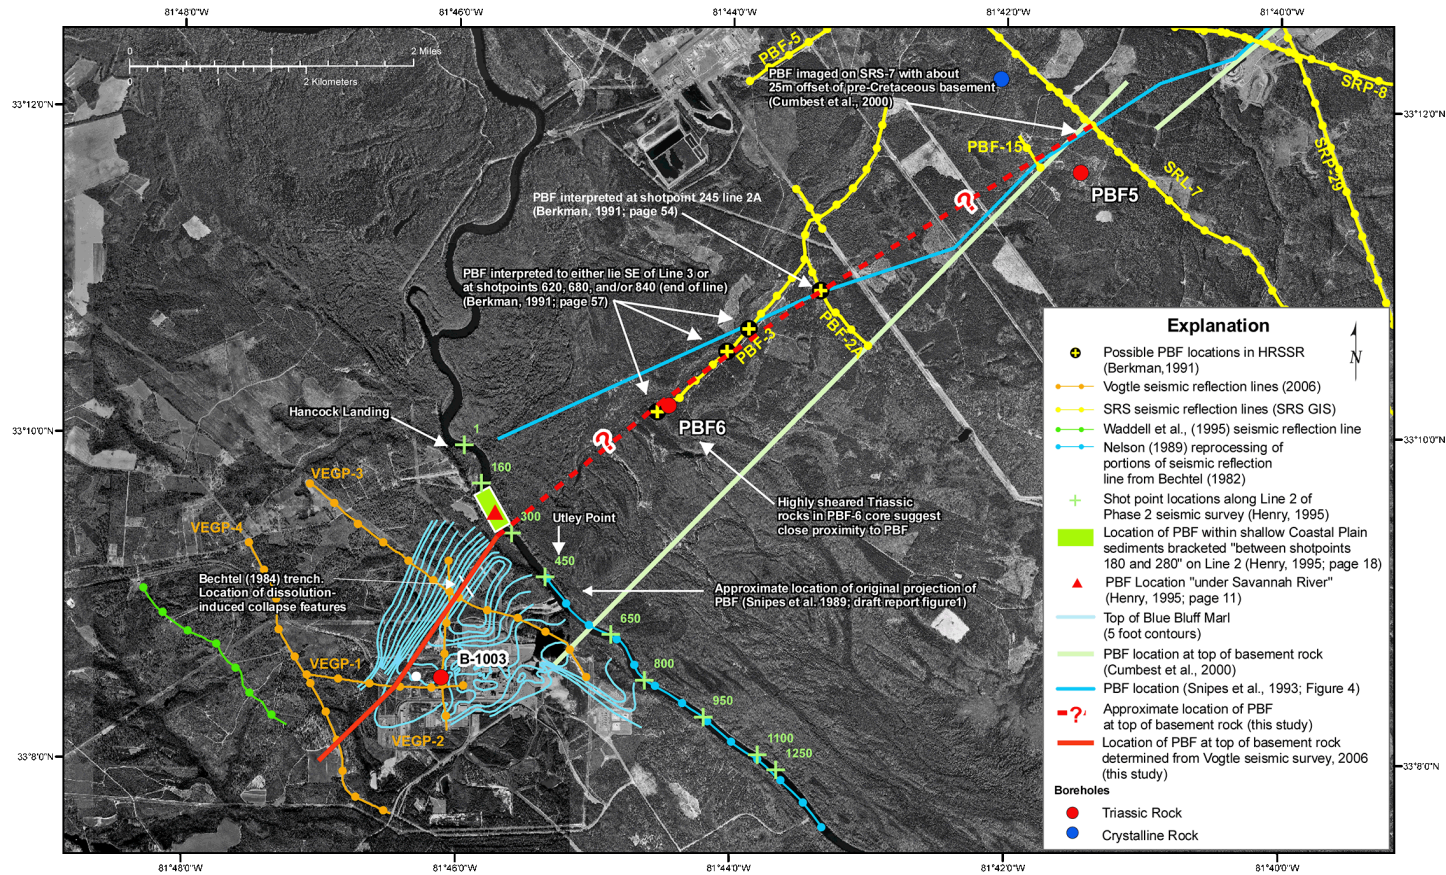 81°48'0"W
81°46'0"W
81°44'0"W
81°42'0"W
81°40'0"W
0
1
2 Miles
0
1
2 Kilometers
33°12'0"N
33°12'0"N
PBF-5
PBF imaged on SRS-7 with about
25m offset of pre-Cretaceous basement
(Cumbest et al., 2000)
SRP-8
PBF-15
SRL-7
SRP-29
PBF5
PBF interpreted at shotpoint 245 line 2A
(Berkman, 1991; page 54)
?
PBF interpreted to either lie SE of Line 3 or
at shotpoints 620, 680, and/or 840 (end of line)
(Berkman, 1991; page 57)
PBF-3
PBF-2A
Hancock Landing
33°10'0"N
33°10'0"N
1
PBF6
?
160
VEGP-3
VEGP-4
300
Utley Point
Highly sheared Triassic
rocks in PBF-6 core suggest
close proximity to PBF
450
Bechtel (1984) trench.
Location of dissolution-
induced collapse features
Approximate location of original projection of
PBF (Snipes et al. 1989; draft report figure1)
650
VEGP-1
B-1003
800
950
VEGP-2
1100
1250
33°8'0"N
33°8'0"N
Explanation
N
Possible PBF locations in HRSSR
(Berkman,1991)
Vogtle seismic reflection lines (2006)
SRS seismic reflection lines (SRS GIS)
Waddell et al., (1995) seismic reflection line
Nelson (1989) reprocessing of
portions of seismic reflection
line from Bechtel (1982)
Shot point locations along Line 2 of
Phase 2 seismic survey (Henry, 1995)
Location of PBF within shallow Coastal Plain
sediments bracketed "between shotpoints
180 and 280" on Line 2 (Henry, 1995; page 18)
PBF Location "under Savannah River"
(Henry, 1995; page 11)
Top of Blue Bluff Marl
(5 foot contours)
PBF location at top of basement rock
(Cumbest et al., 2000)
PBF location (Snipes et al., 1993; Figure 4)
?
Approximate location of PBF
at top of basement rock (this study)
Location of PBF at top of basement rock
determined from Vogtle seismic survey, 2006
(this study)
Boreholes
Triassic Rock
Crystalline Rock
81°48'0"W
81°46'0"W
81°44'0"W
81°42'0"W
81°40'0"W